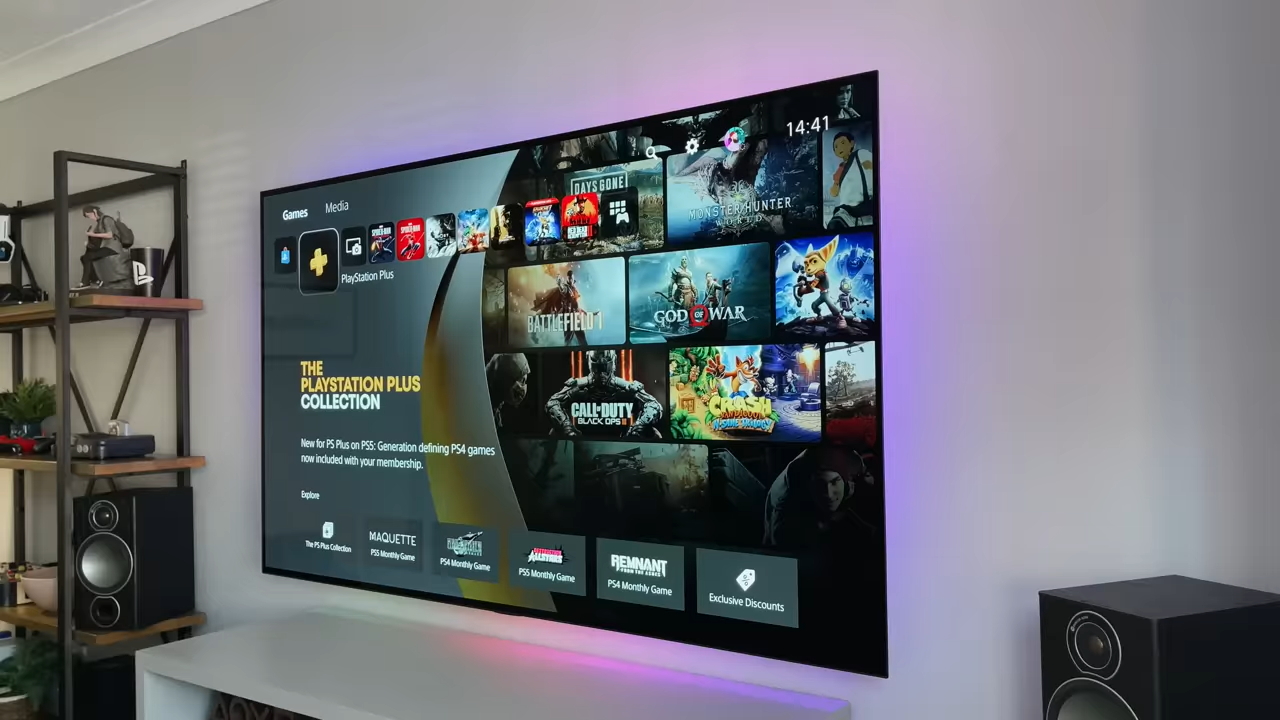 14:41
Games
Media
PlayStation Plus
DAYS GONE
MONSTER HUNTER
WORLD
BATTLEFIELD 1
GOD OF WAR
THE
PLAYSTATION PLUS
COLLECTION
CALL OF DUTY
BLACK OPS III
CRASH
BANDICOOT
N. SANE TRILOGY
New for PS Plus on PS5: Generation defining PS4 games
now included with your membership.
Explore
The PS Plus Collection
MAQUETTE
PS5 Monthly Game
PS4 Monthly Game
PS5 Monthly Game
REMNANT
FROM THE ASHES
PS4 Monthly Game
Exclusive Discounts